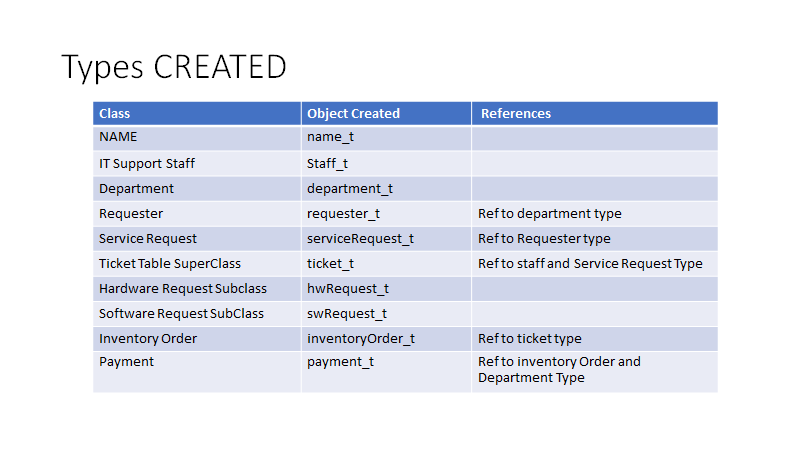 Types CREATED
Class Object Created References
NAME name_t
IT Support Staff Staff_t
Department department_t
Requester requester_t Ref to department type
Service Request serviceRequest_t Ref to Requester type
Ticket Table SuperClass ticket_t Ref to staff and Service Request Type
Hardware Request Subclass hwRequest_t
Software Request SubClass swRequest_t
Inventory Order inventoryOrder_t Ref to ticket type
Payment payment_t Ref to inventory Order and
Department Type